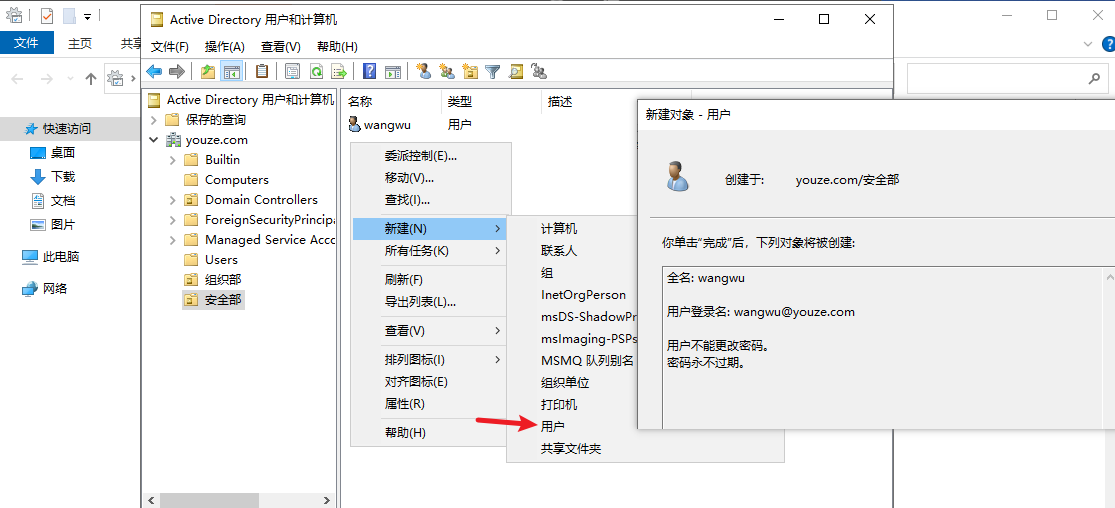 Active Directory 用户和计算机
文件
主页
共享
文件(F) 操作(A) 查看(V) 帮助(H)
快速访问
桌面
下载
文档
图片
此电脑
网络
Active Directory 用户和计算机
保存的查询
youze.com
Builtin
Computers
Domain Controllers
ForeignSecurityPrincipa
Managed Service Acco
Users
组织部
安全部
名称 类型 描述
wangwu 用户
委派控制(E)...
移动(V)...
查找(I)...
新建(N)
所有任务(K)
刷新(F)
导出列表(L)...
查看(V)
排列图标(I)
对齐图标(E)
属性(R)
帮助(H)
计算机
联系人
组
InetOrgPerson
msDS-ShadowPr
msImaging-PSPs
MSMQ 队列别名
组织单位
打印机
用户
共享文件夹
新建对象 - 用户
创建于: youze.com/安全部
你单击“完成”后，下列对象将被创建:
全名: wangwu
用户登录名: wangwu@youze.com
用户不能更改密码。
密码永不过期。